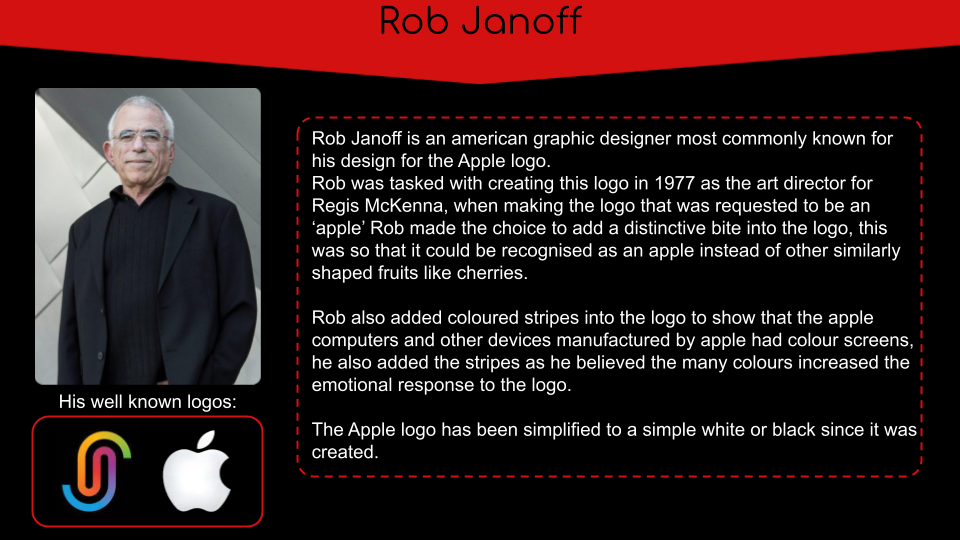 Rob Janoff
Rob Janoff is an american graphic designer most commonly known for
his design for the Apple logo.
Rob was tasked with creating this logo in 1977 as the art director for
Regis McKenna, when making the logo that was requested to be an
‘apple’ Rob made the choice to add a distinctive bite into the logo, this
was so that it could be recognised as an apple instead of other similarly
shaped fruits like cherries.
Rob also added coloured stripes into the logo to show that the apple
computers and other devices manufactured by apple had colour screens,
he also added the stripes as he believed the many colours increased the
emotional response to the logo.
The Apple logo has been simplified to a simple white or black since it was
created.
His well known logos: